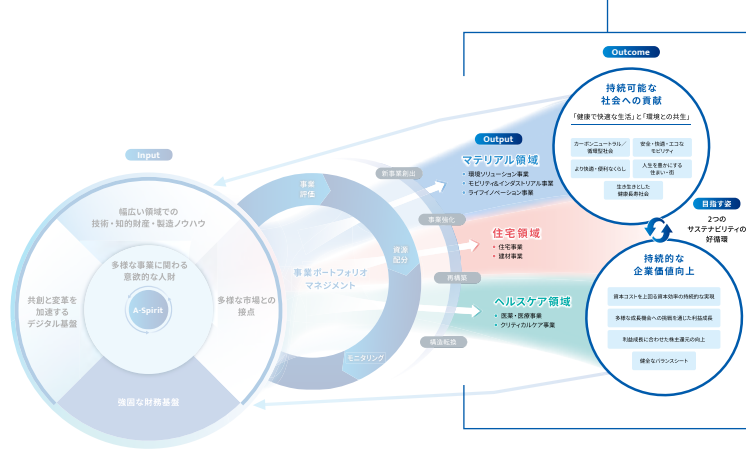 Input
幅広い領域での
技術・知的財産・製造ノウハウ
多様な事業に関わる
意欲的な人財
A-Spirit
共創と変革を
加速する
デジタル基盤
多様な市場との
接点
強固な財務基盤
事業
評価
資源
配分
事業ポートフォリオ
マネジメント
モニタリング
新事業創出
事業強化
再構築
構造転換
Output
マテリアル領域
・ 環境ソリューション事業
・ モビリティ&インダストリアル事業
・ ライフイノベーション事業
住宅領域
・ 住宅事業
・ 建材事業
ヘルスケア領域
・ 医薬・医療事業
・ クリティカルケア事業
Outcome
持続可能な
社会への貢献
「健康で快適な生活」と「環境との共生」
カーボンニュートラル／
循環型社会
安全・快適・エコな
モビリティ
より快適・便利なくらし
人生を豊かにする
住まい・街
生き生きとした
健康長寿社会
目指す姿
2つの
サステナビリティの
好循環
持続的な
企業価値向上
資本コストを上回る資本効率の持続的な実現
多様な成長機会への挑戦を通じた利益成長
利益成長に合わせた株主還元の向上
健全なバランスシート